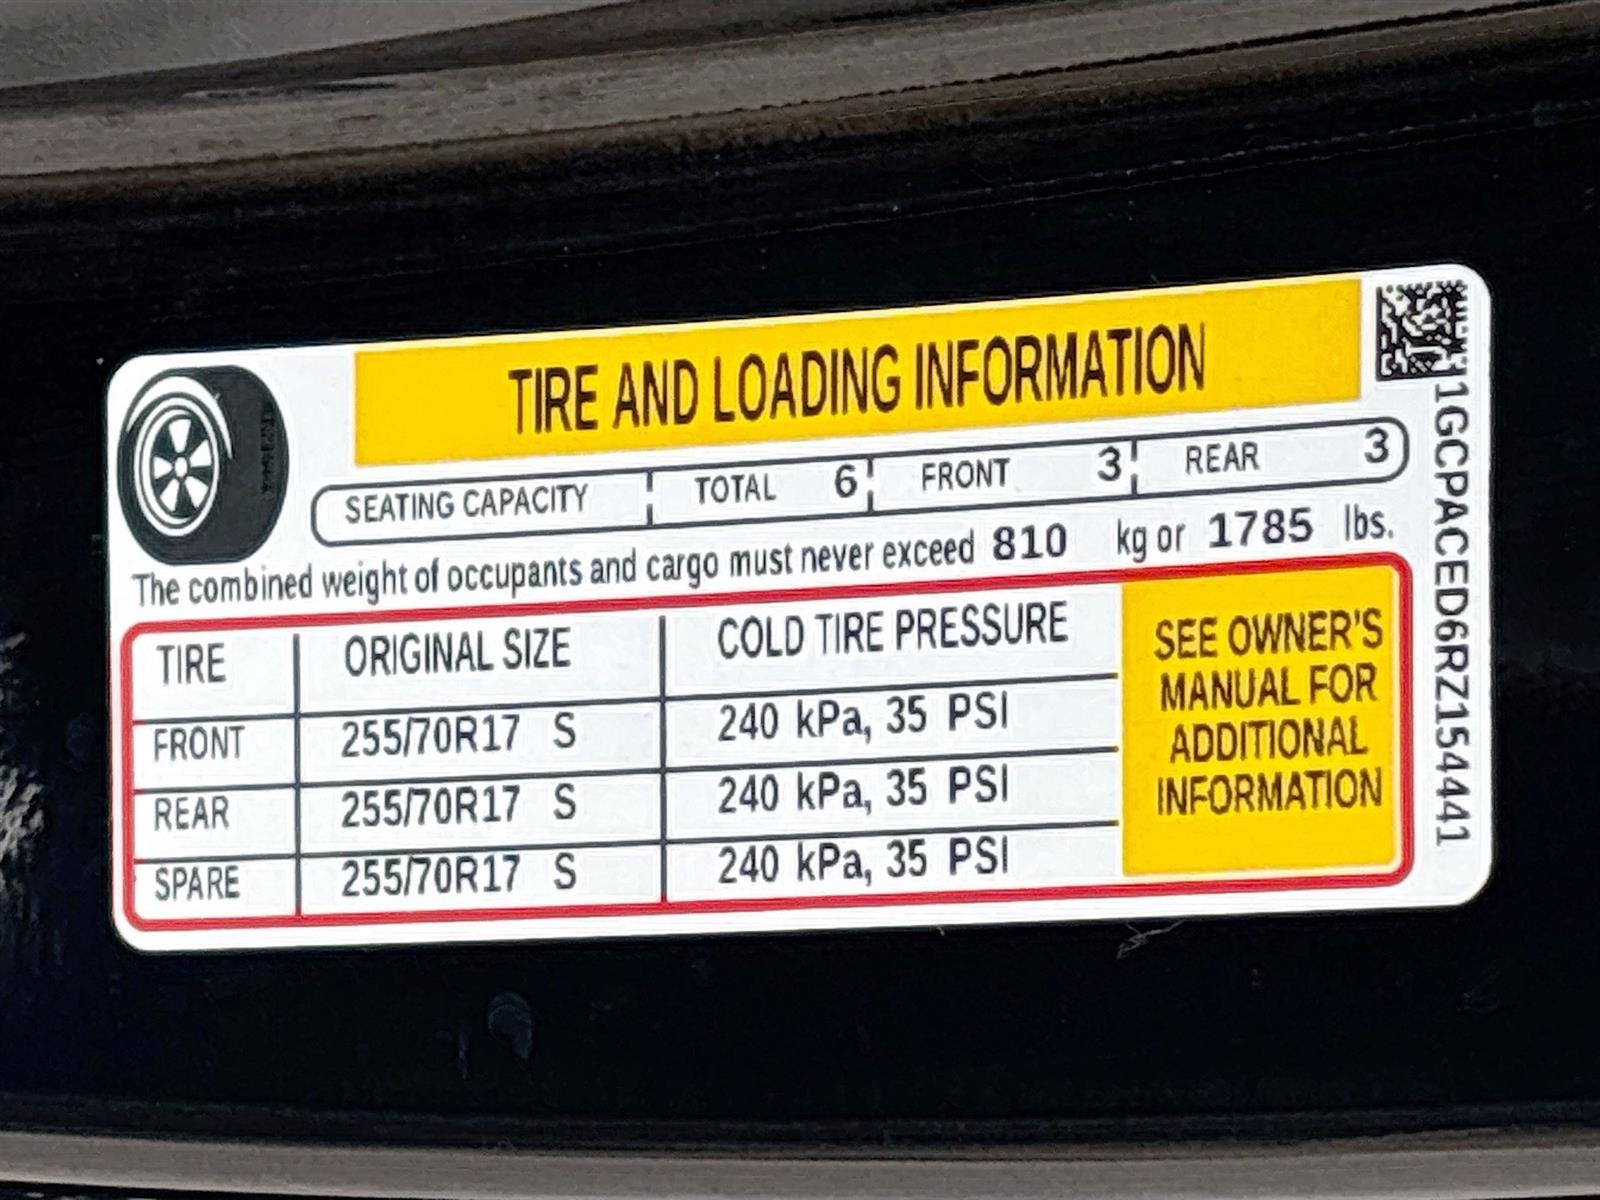 TIRE AND LOADING INFORMATION
SEATING CAPACITY TOTAL 6 FRONT 3 REAR 3
The combined weight of occupants and cargo must never exceed 810 kg or 1785 lbs.
TIRE ORIGINAL SIZE COLD TIRE PRESSURE
FRONT 255/70R17 S 240 kPa, 35 PSI
REAR 255/70R17 S 240 kPa, 35 PSI
SPARE 255/70R17 S 240 kPa, 35 PSI
SEE OWNER'S
MANUAL FOR
ADDITIONAL
INFORMATION
1GCPACED6RZ154441